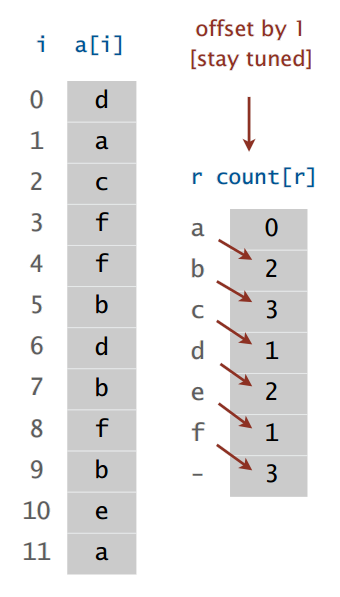 offset by 1
[stay tuned]
i a[i]
0 d
1 a
2 c
3 f
4 f
5 b
6 d
7 b
8 f
9 b
10 e
11 a
r count[r]
a 0
b 2
c 3
d 1
e 2
f 1
- 3